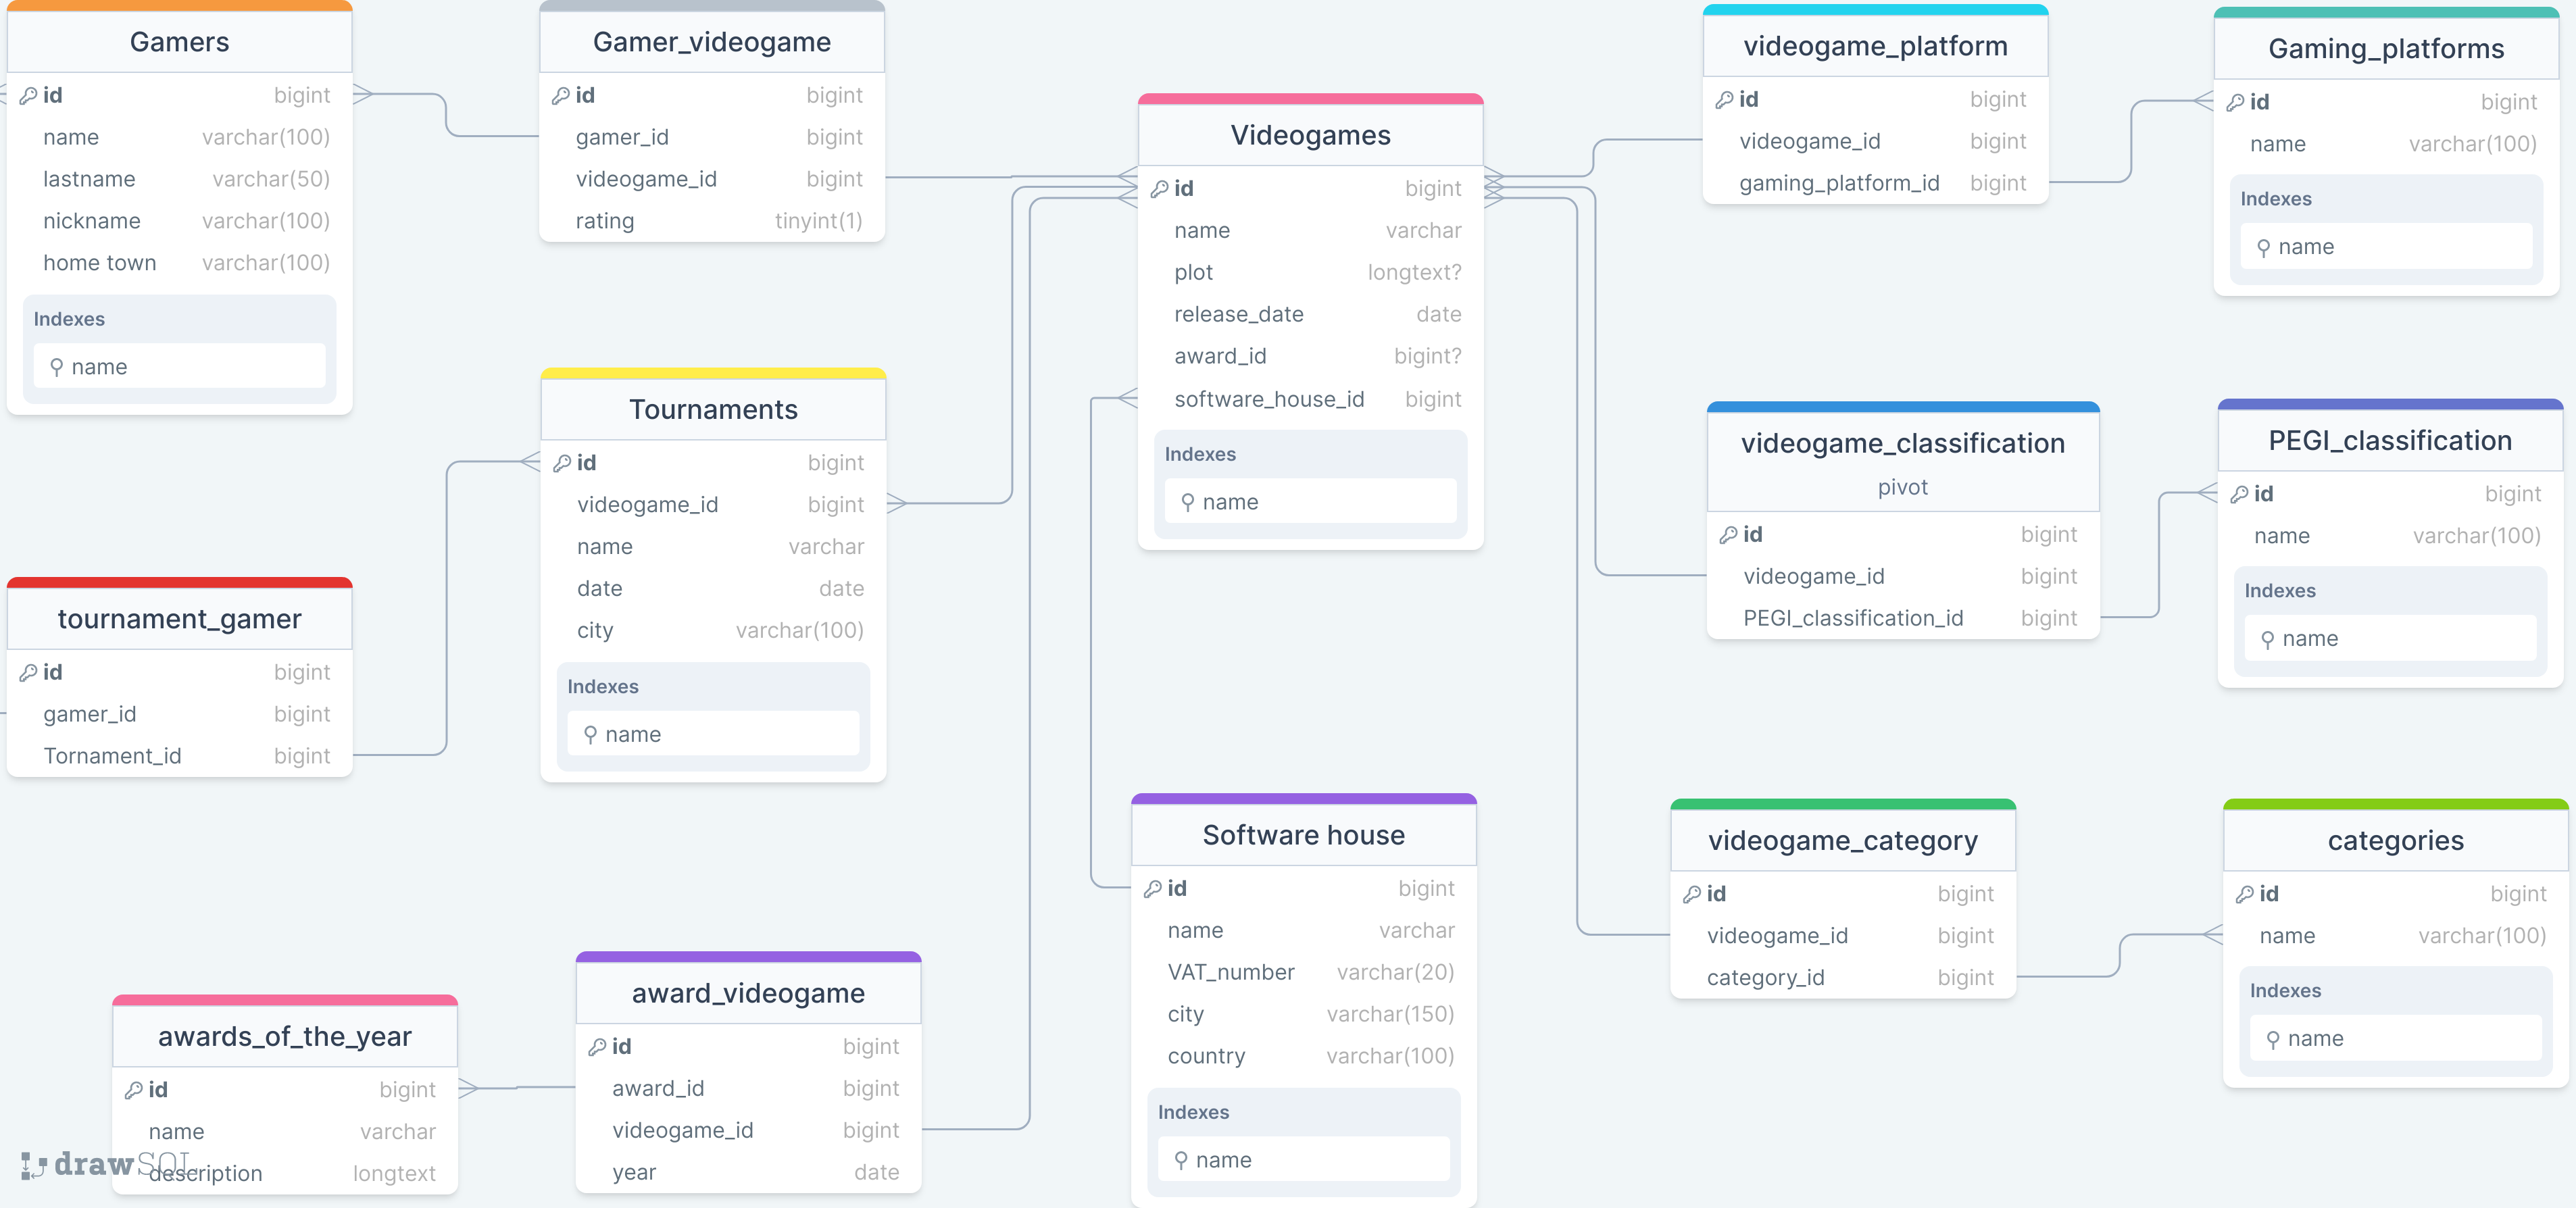 Gamers
id bigint
name varchar(100)
lastname varchar(50)
nickname varchar(100)
home town varchar(100)
Indexes
name
Gamer_videogame
id bigint
gamer_id bigint
videogame_id bigint
rating tinyint(1)
Videogames
id bigint
name varchar
plot longtext?
release_date date
award_id bigint?
software_house_id bigint
Indexes
name
videogame_platform
id bigint
videogame_id bigint
gaming_platform_id bigint
Gaming_platforms
id bigint
name varchar(100)
Indexes
name
Tournaments
id bigint
videogame_id bigint
name varchar
date date
city varchar(100)
Indexes
name
videogame_classification
pivot
id bigint
videogame_id bigint
PEGI_classification_id bigint
PEGI_classification
id bigint
name varchar(100)
Indexes
name
tournament_gamer
id bigint
gamer_id bigint
Tornament_id bigint
Software house
id bigint
name varchar
VAT_number varchar(20)
city varchar(150)
country varchar(100)
Indexes
name
videogame_category
id bigint
videogame_id bigint
category_id bigint
categories
id bigint
name varchar(100)
Indexes
name
awards_of_the_year
id bigint
name varchar
description longtext
award_videogame
id bigint
award_id bigint
videogame_id bigint
year date
drawSQL